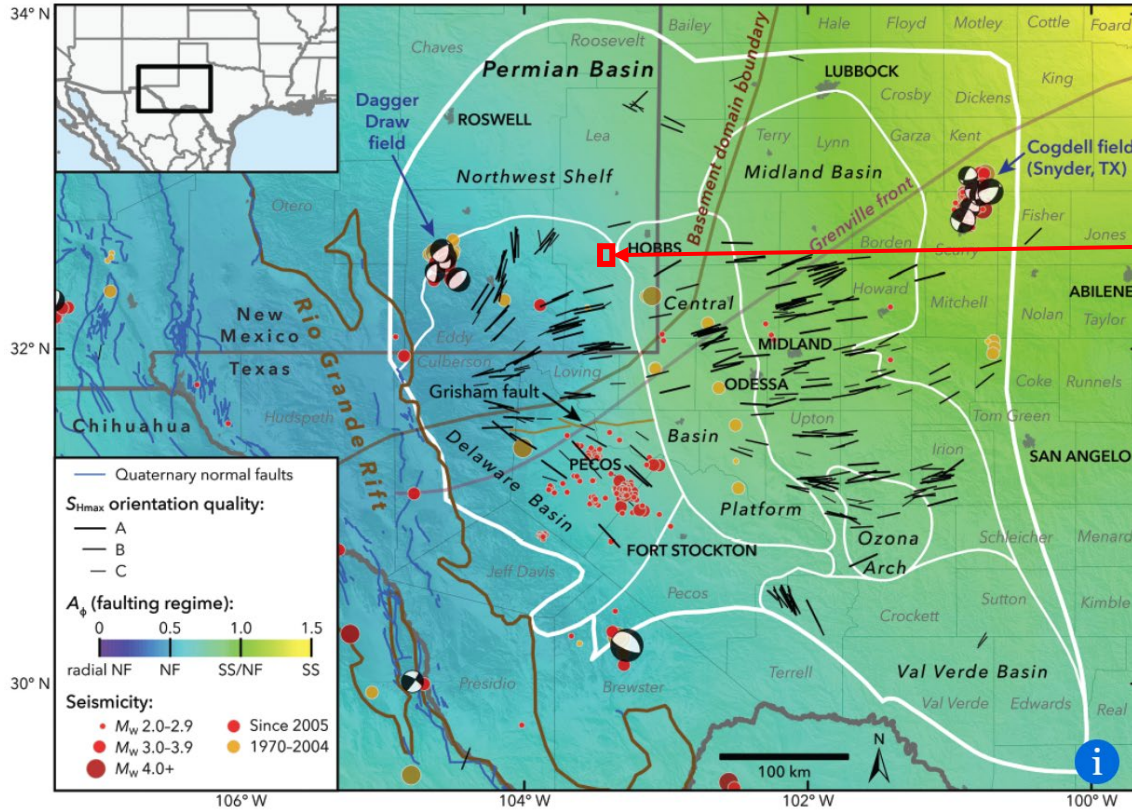 34° N
Chaves
Roosevelt
Bailey
Hale
Floyd
Motley
Cottle
Foard
Permian Basin
LUBBOCK
King
Dagger
Draw
field
ROSWELL
Crosby
Dickens
Lea
Terry
Lynn
Garza
Kent
Cogdell field
(Snyder, TX)
Northwest Shelf
Midland Basin
Basement domain boundary
Grenville front
Otero
Fisher
HOBBS
Borden
Scurry
Jones
Central
Howard
ABILENE
Rio Grande Rift
New
Mexico
Eddy
Mitchell
Nolan
Taylor
32° N
Texas
Culberson
Loving
MIDLAND
Grisham fault
ODESSA
Coke
Runnels
Chihuahua
Hudspeth
Upton
Tom Green
Delaware Basin
PECOS
Basin
Irion
SAN ANGELO
Quaternary normal faults
SHmax orientation quality:
A
B
C
Platform
Ozona
Arch
Schleicher
Menard
FORT STOCKTON
Jeff Davis
Pecos
Crockett
Sutton
Kimble
Aϕ (faulting regime):
0 0.5 1.0 1.5
radial NF NF SS/NF SS
30° N
Presidio
Brewster
Terrell
Val Verde Basin
Val Verde
Edwards
Real
Seismicity:
Mw 2.0–2.9 Since 2005
Mw 3.0–3.9 1970–2004
Mw 4.0+
N
100 km
i
106° W
104° W
102° W
100° W